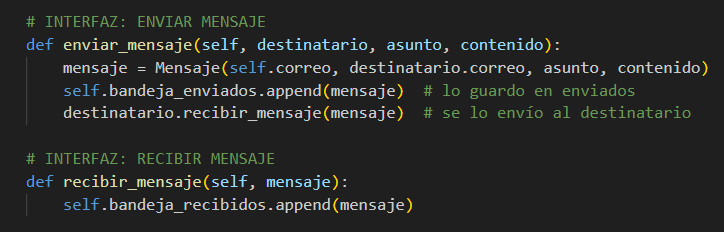 # INTERFAZ: ENVIAR MENSAJE
def enviar_mensaje(self, destinatario, asunto, contenido):
    mensaje = Mensaje(self.correo, destinatario.correo, asunto, contenido)
    self.bandeja_enviados.append(mensaje)  # lo guardo en enviados
    destinatario.recibir_mensaje(mensaje)  # se lo envío al destinatario

# INTERFAZ: RECIBIR MENSAJE
def recibir_mensaje(self, mensaje):
    self.bandeja_recibidos.append(mensaje)